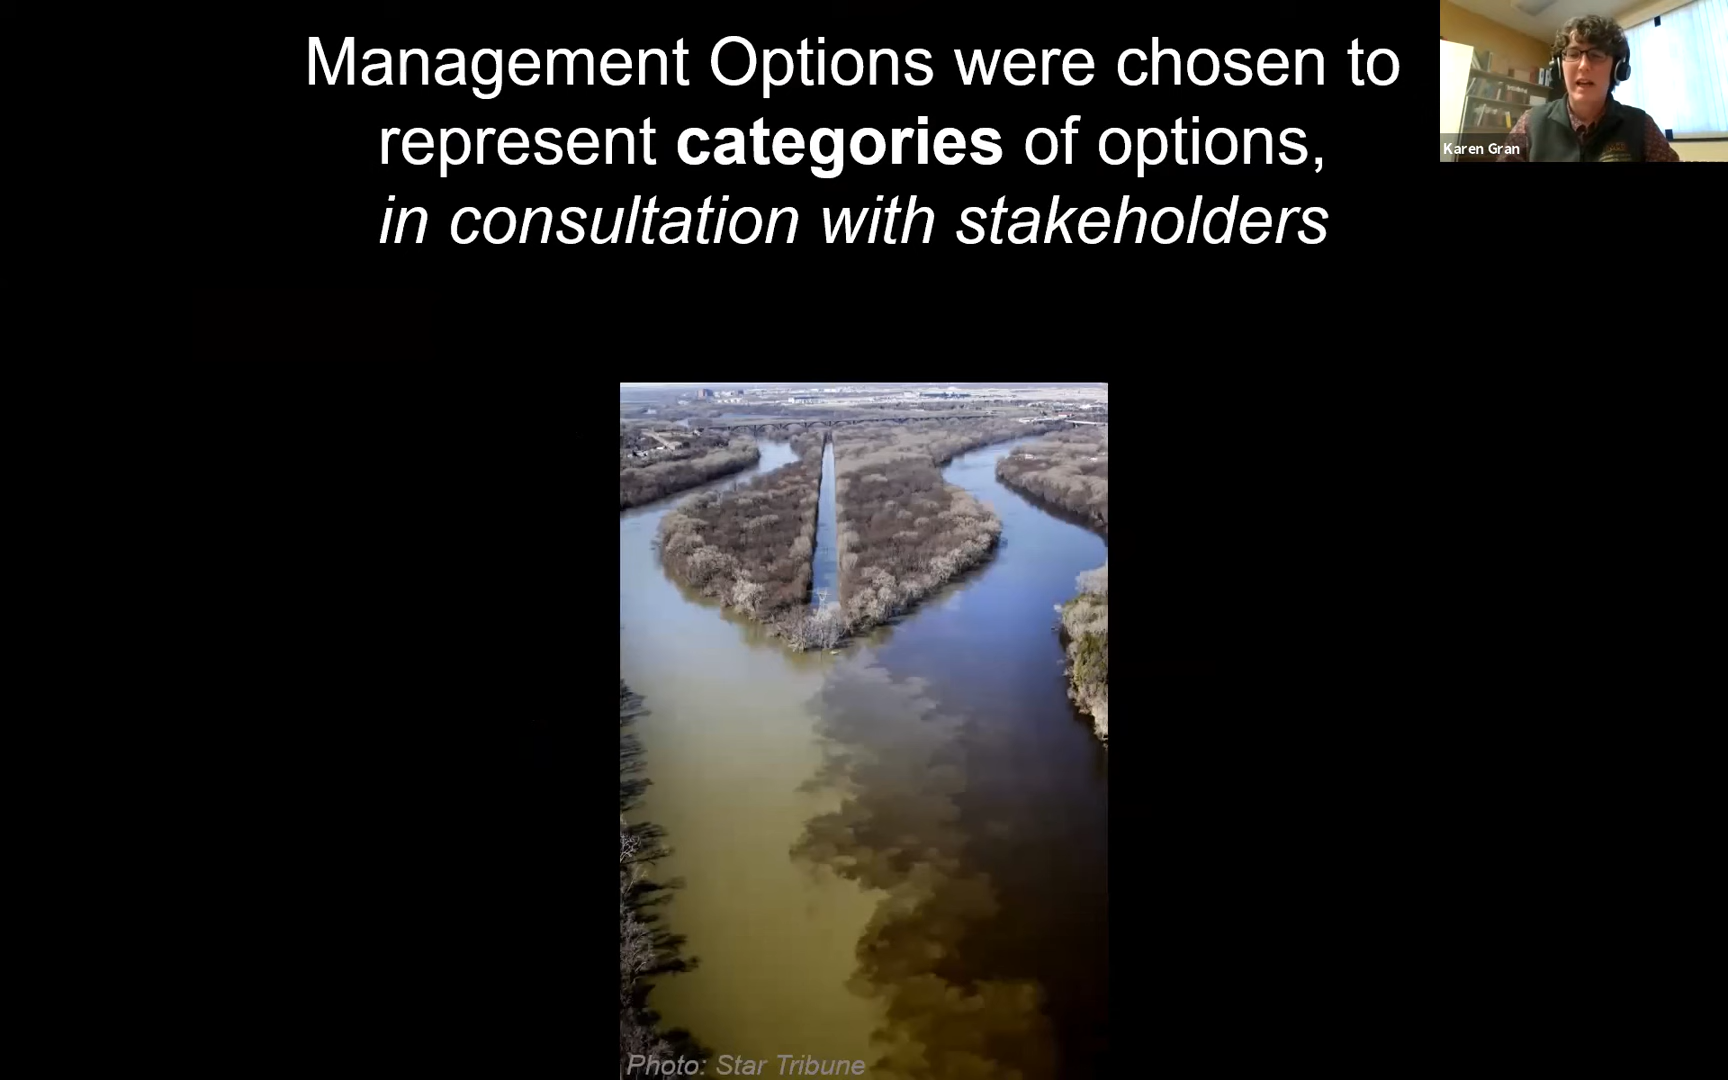 Management Options were chosen to
represent categories of options,
in consultation with stakeholders
Karen Gran
Photo: Star Tribune